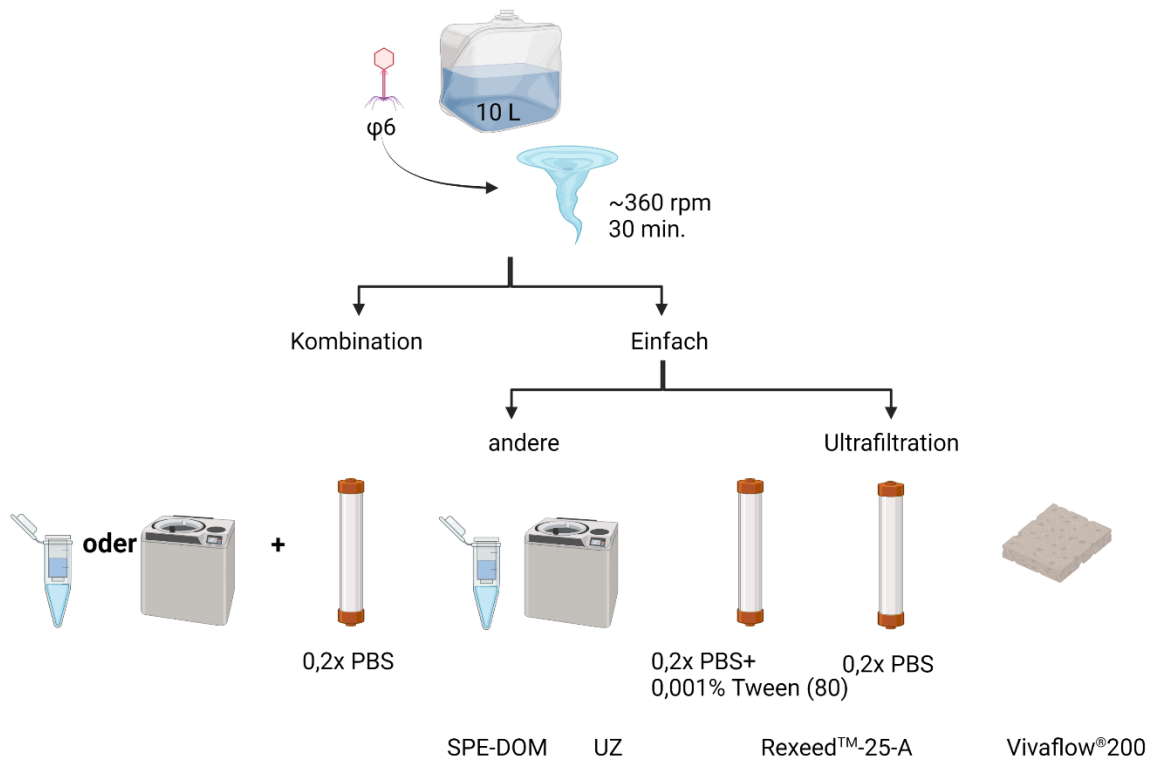 10 L
φ6
~360 rpm
30 min.
Kombination
Einfach
andere
Ultrafiltration
oder
+
0,2x PBS
0,2x PBS+
0,001% Tween (80)
0,2x PBS
SPE-DOM
UZ
Rexeed™-25-A
Vivaflow®200